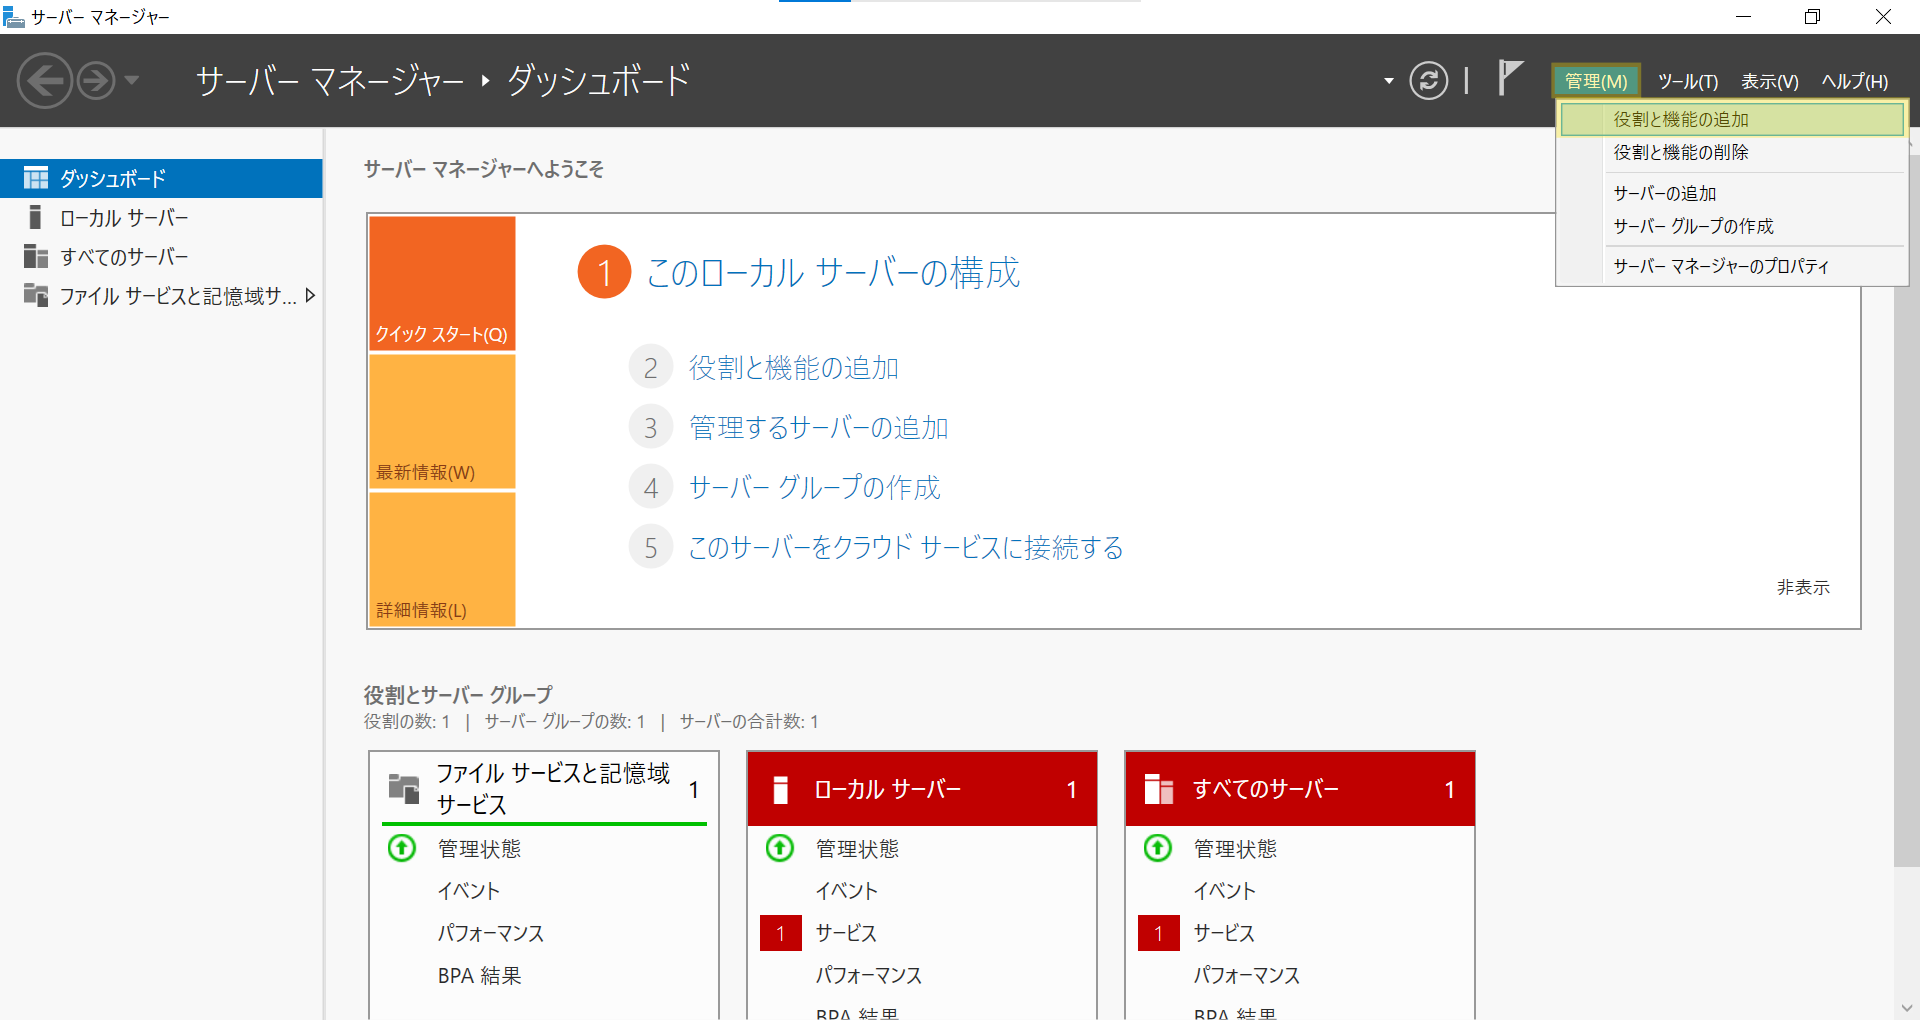 サーバー マネージャー
サーバー マネージャー ‣ ダッシュボード
管理(M) ツール(T) 表示(V) ヘルプ(H)
役割と機能の追加
役割と機能の削除
サーバーの追加
サーバー グループの作成
サーバー マネージャーのプロパティ
ダッシュボード
ローカル サーバー
すべてのサーバー
ファイル サービスと記憶域サ...
サーバー マネージャーへようこそ
クイック スタート(Q)
最新情報(W)
詳細情報(L)
1 このローカル サーバーの構成
2 役割と機能の追加
3 管理するサーバーの追加
4 サーバー グループの作成
5 このサーバーをクラウド サービスに接続する
非表示
役割とサーバー グループ
役割の数: 1 | サーバー グループの数: 1 | サーバーの合計数: 1
ファイル サービスと記憶域
サービス
1
管理状態
イベント
パフォーマンス
BPA 結果
ローカル サーバー 1
管理状態
イベント
1 サービス
パフォーマンス
BPA 結果
すべてのサーバー 1
管理状態
イベント
1 サービス
パフォーマンス
BPA 結果